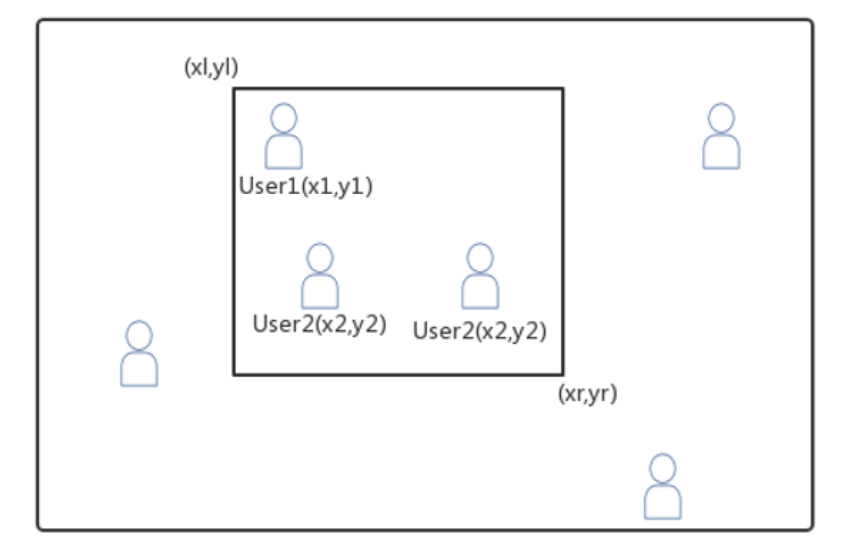 (xl,yl)
User1(x1,y1)
User2(x2,y2)
User2(x2,y2)
(xr,yr)